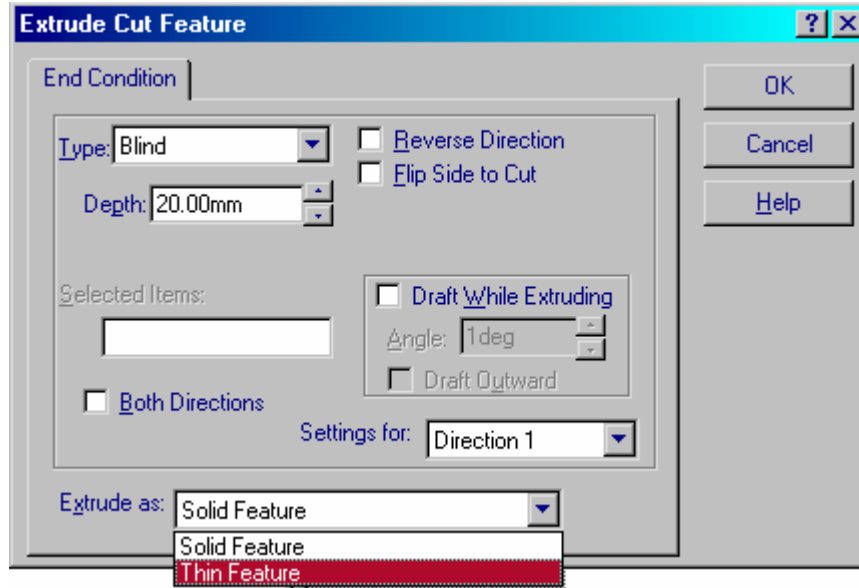 Extrude Cut Feature
End Condition
OK
Type: Blind
Reverse Direction
Cancel
Flip Side to Cut
Depth: 20.00mm
Help
Selected Items:
Draft While Extruding
Angle: 1deg
Draft Outward
Both Directions
Settings for: Direction 1
Extrude as: Solid Feature
Solid Feature
Thin Feature